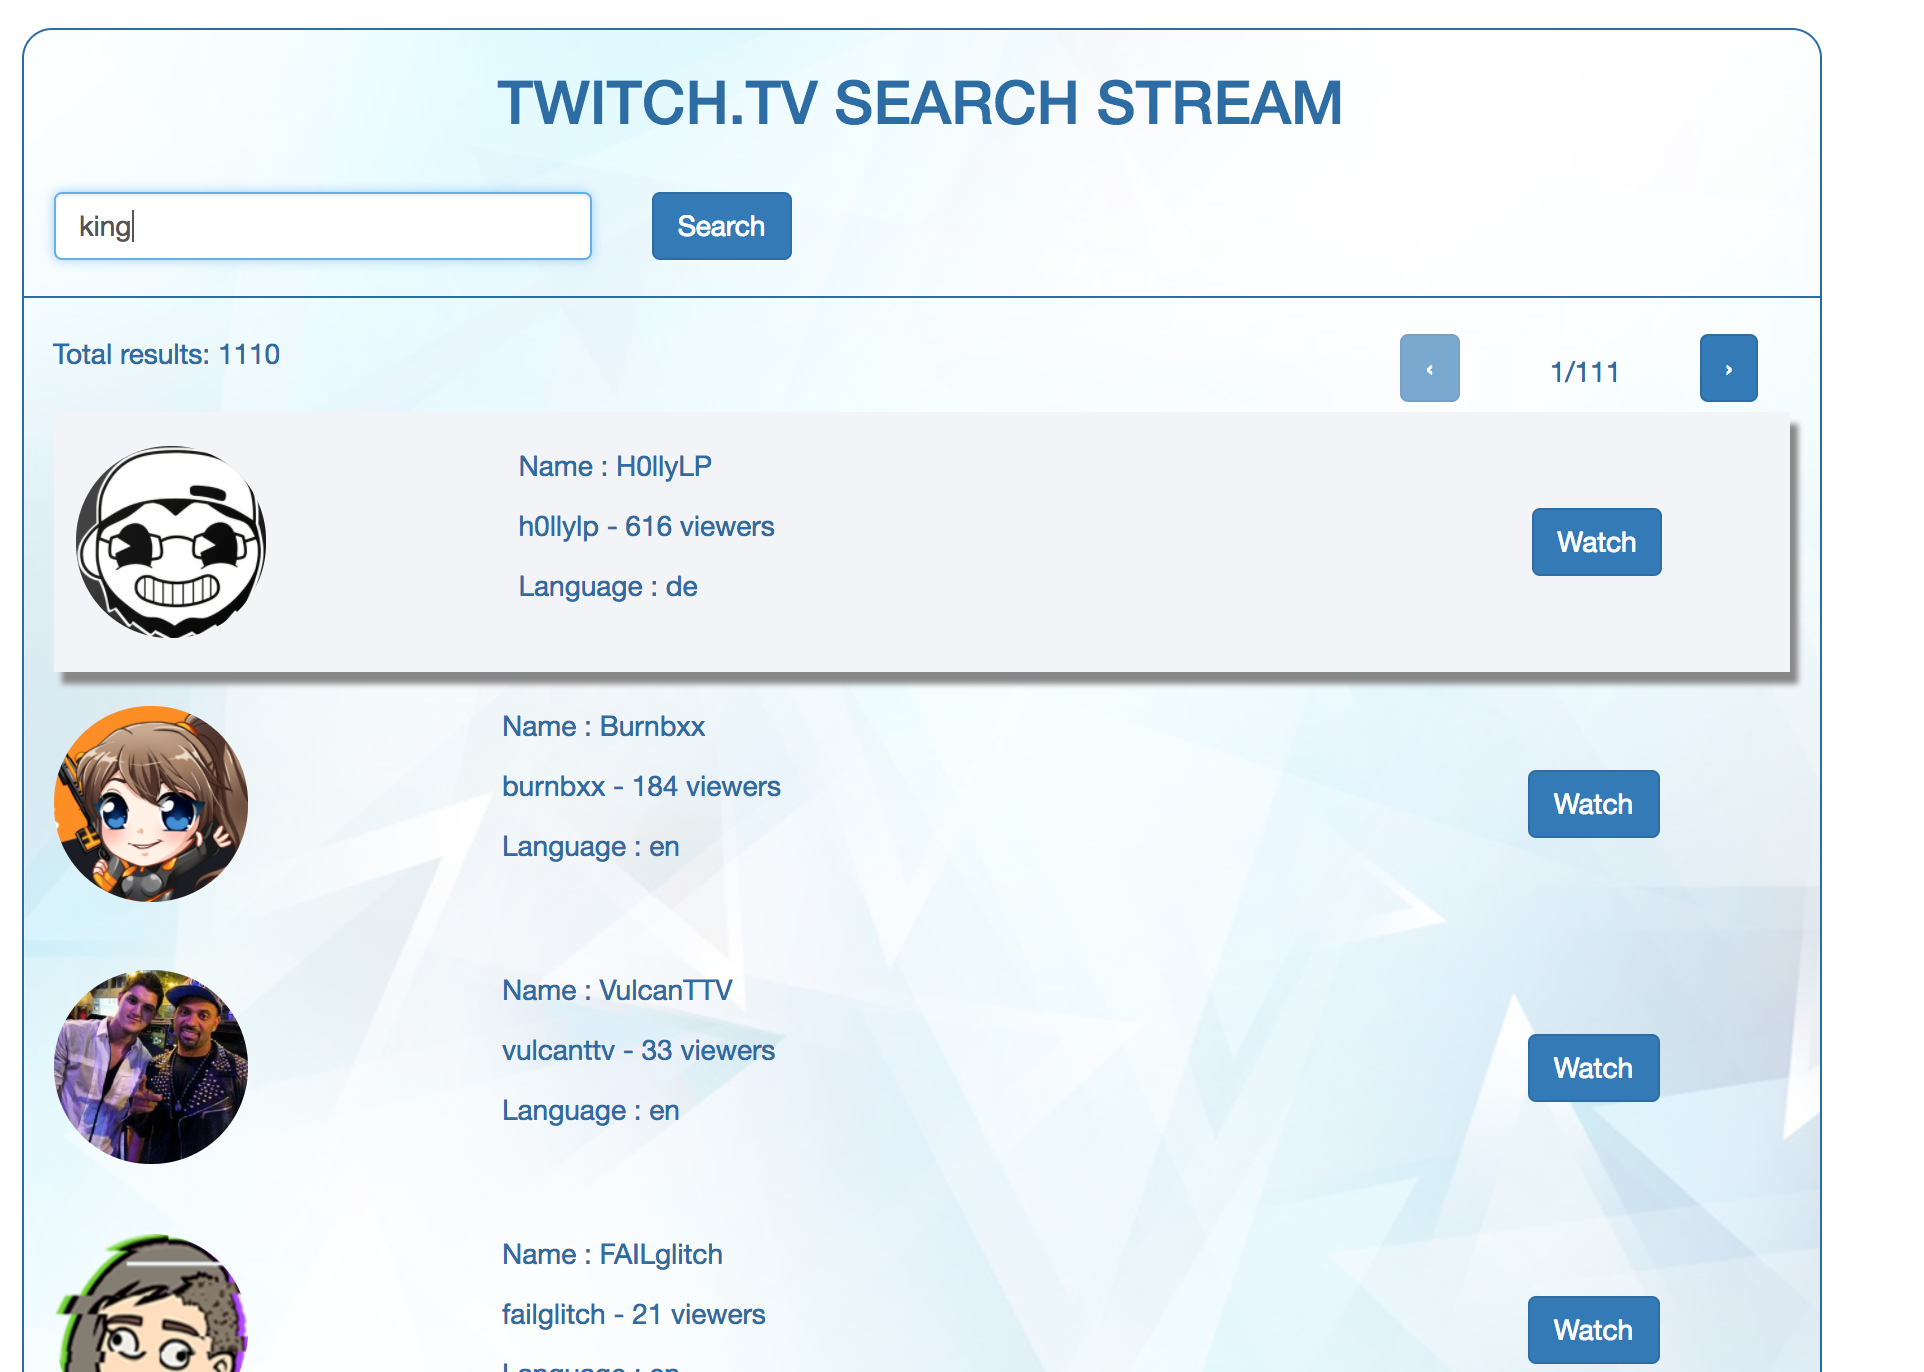 TWITCH.TV SEARCH STREAM
king
Search
Total results: 1110
‹
1/111
›
Name : H0llyLP
h0llylp - 616 viewers
Language : de
Watch
Name : Burnbxx
burnbxx - 184 viewers
Language : en
Watch
Name : VulcanTTV
vulcanttv - 33 viewers
Language : en
Watch
Name : FAILglitch
failglitch - 21 viewers
Language : en
Watch